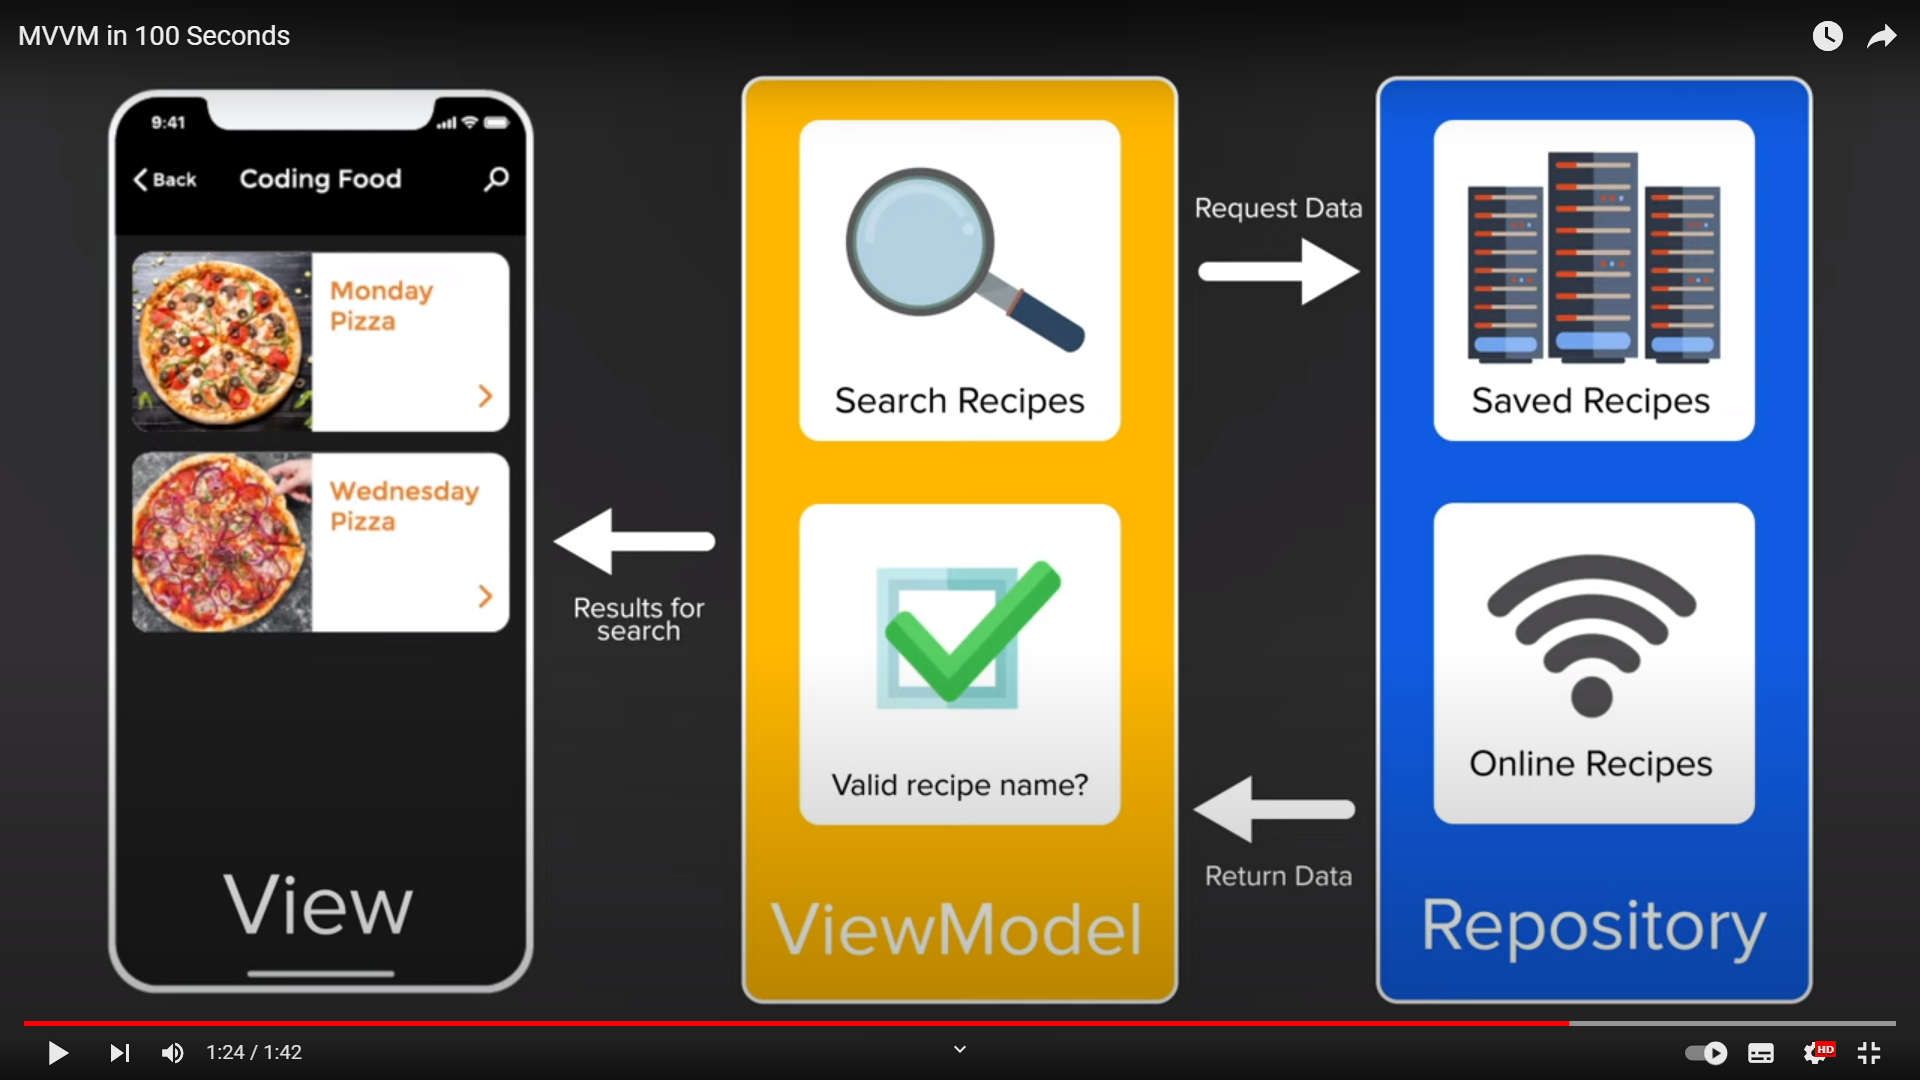 MVVM in 100 Seconds
9:41
Back
Coding Food
Monday
Pizza
Wednesday
Pizza
View
Results for
search
Search Recipes
Valid recipe name?
ViewModel
Request Data
Return Data
Saved Recipes
Online Recipes
Repository
1:24 / 1:42
HD